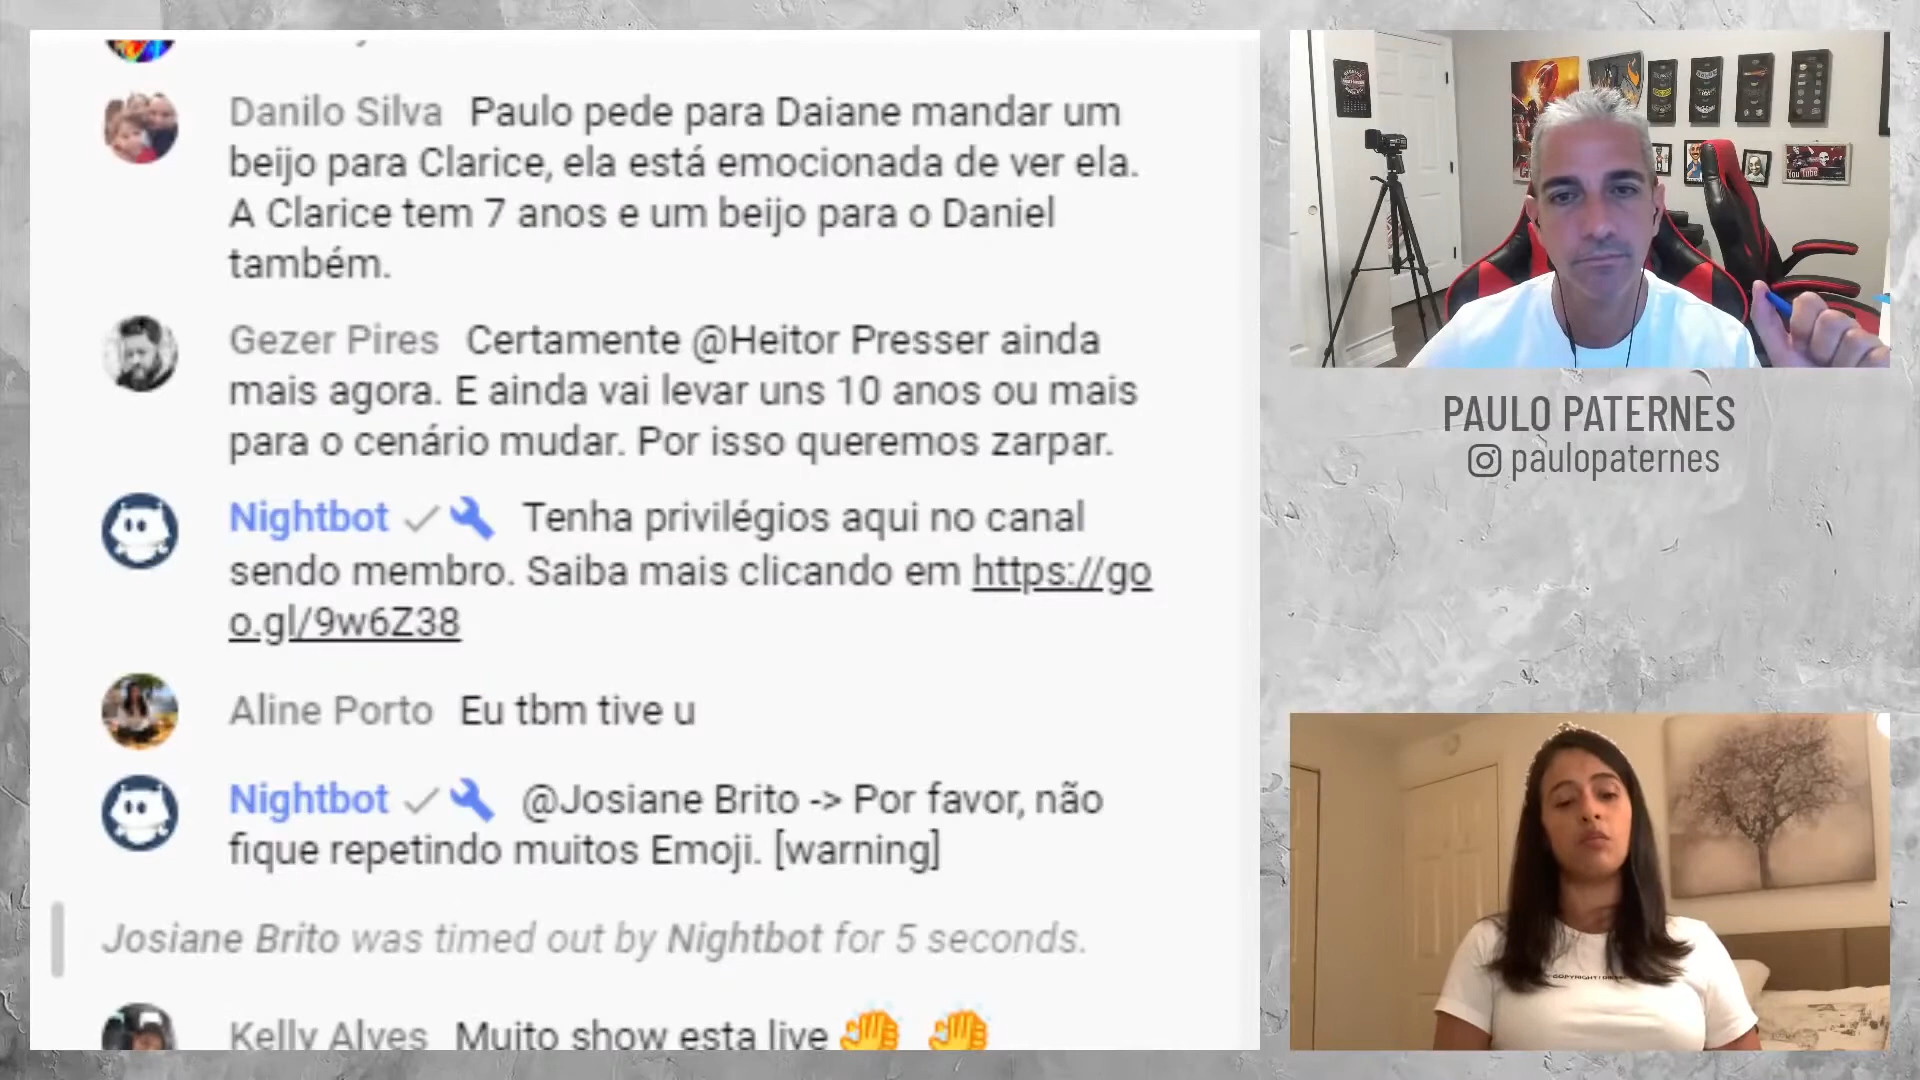 Danilo Silva Paulo pede para Daiane mandar um
beijo para Clarice, ela está emocionada de ver ela.
A Clarice tem 7 anos e um beijo para o Daniel
também.
Gezer Pires Certamente @Heitor Presser ainda
mais agora. E ainda vai levar uns 10 anos ou mais
para o cenário mudar. Por isso queremos zarpar.
Nightbot Tenha privilégios aqui no canal
sendo membro. Saiba mais clicando em https://go
o.gl/9w6Z38
Aline Porto Eu tbm tive u
Nightbot @Josiane Brito -> Por favor, não
fique repetindo muitos Emoji. [warning]
Josiane Brito was timed out by Nightbot for 5 seconds.
Kelly Alves Muito show esta live 👏 👏
You Tube
PAULO PATERNES
paulopaternes